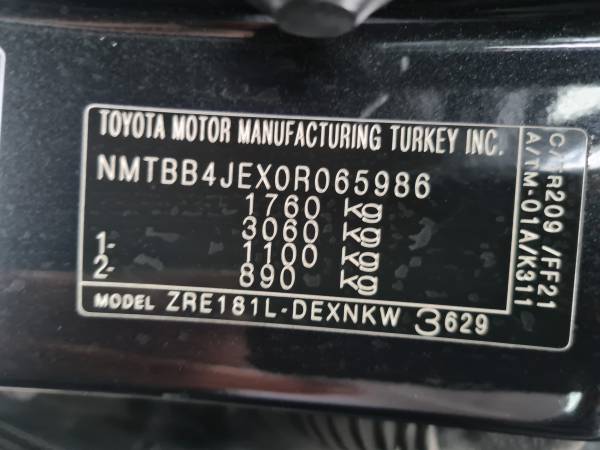 TOYOTA MOTOR MANUFACTURING TURKEY INC.
NMTBB4JEX0R065986
1760 kg
3060 kg
1- 1100 kg
2- 890 kg
MODEL ZRE181L-DEXNKW 3629
C/TR209 /FF21
A/TM-01A/K311